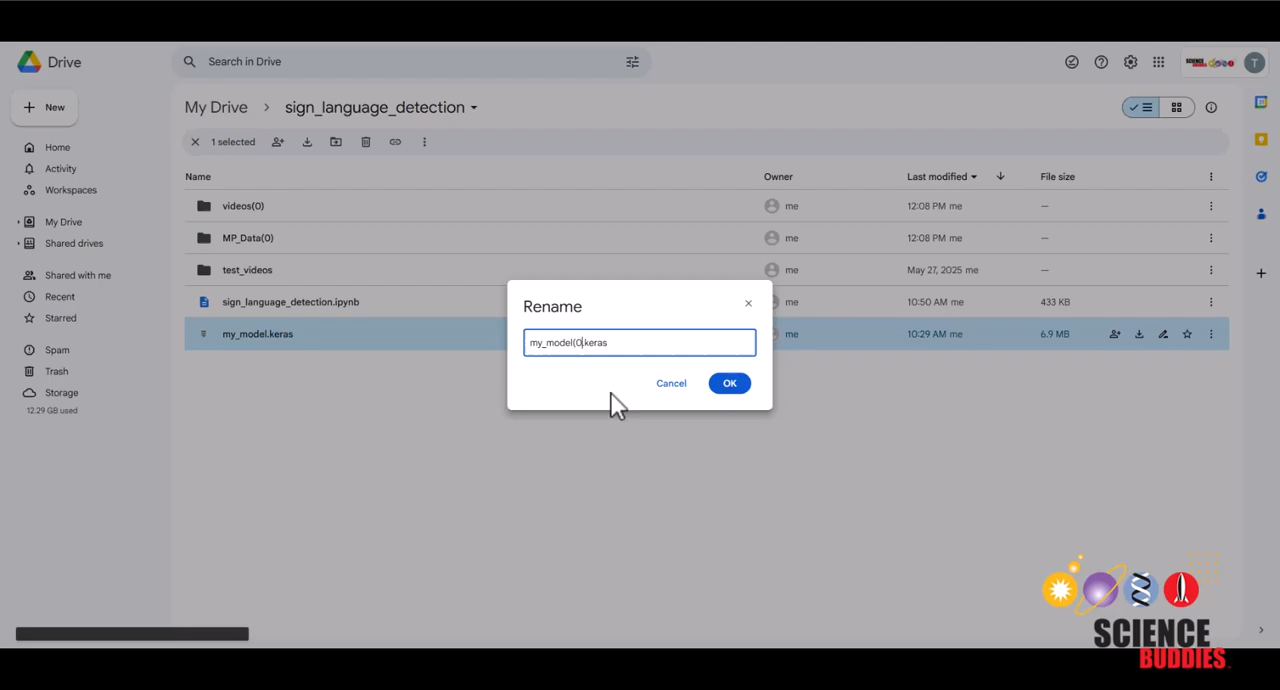 Drive
Search in Drive
T
New
My Drive
sign_language_detection
1 selected
Home
Activity
Workspaces
My Drive
Shared drives
Shared with me
Recent
Starred
Spam
Trash
Storage
12.29 GB used
Name
Owner
Last modified
File size
videos(0)
me
12:08 PM me
—
MP_Data(0)
me
12:08 PM me
—
test_videos
me
May 27, 2025 me
—
sign_language_detection.ipynb
me
10:50 AM me
433 KB
my_model.keras
me
10:29 AM me
6.9 MB
Rename
my_model(0.keras
Cancel
OK
SCIENCE
BUDDIES